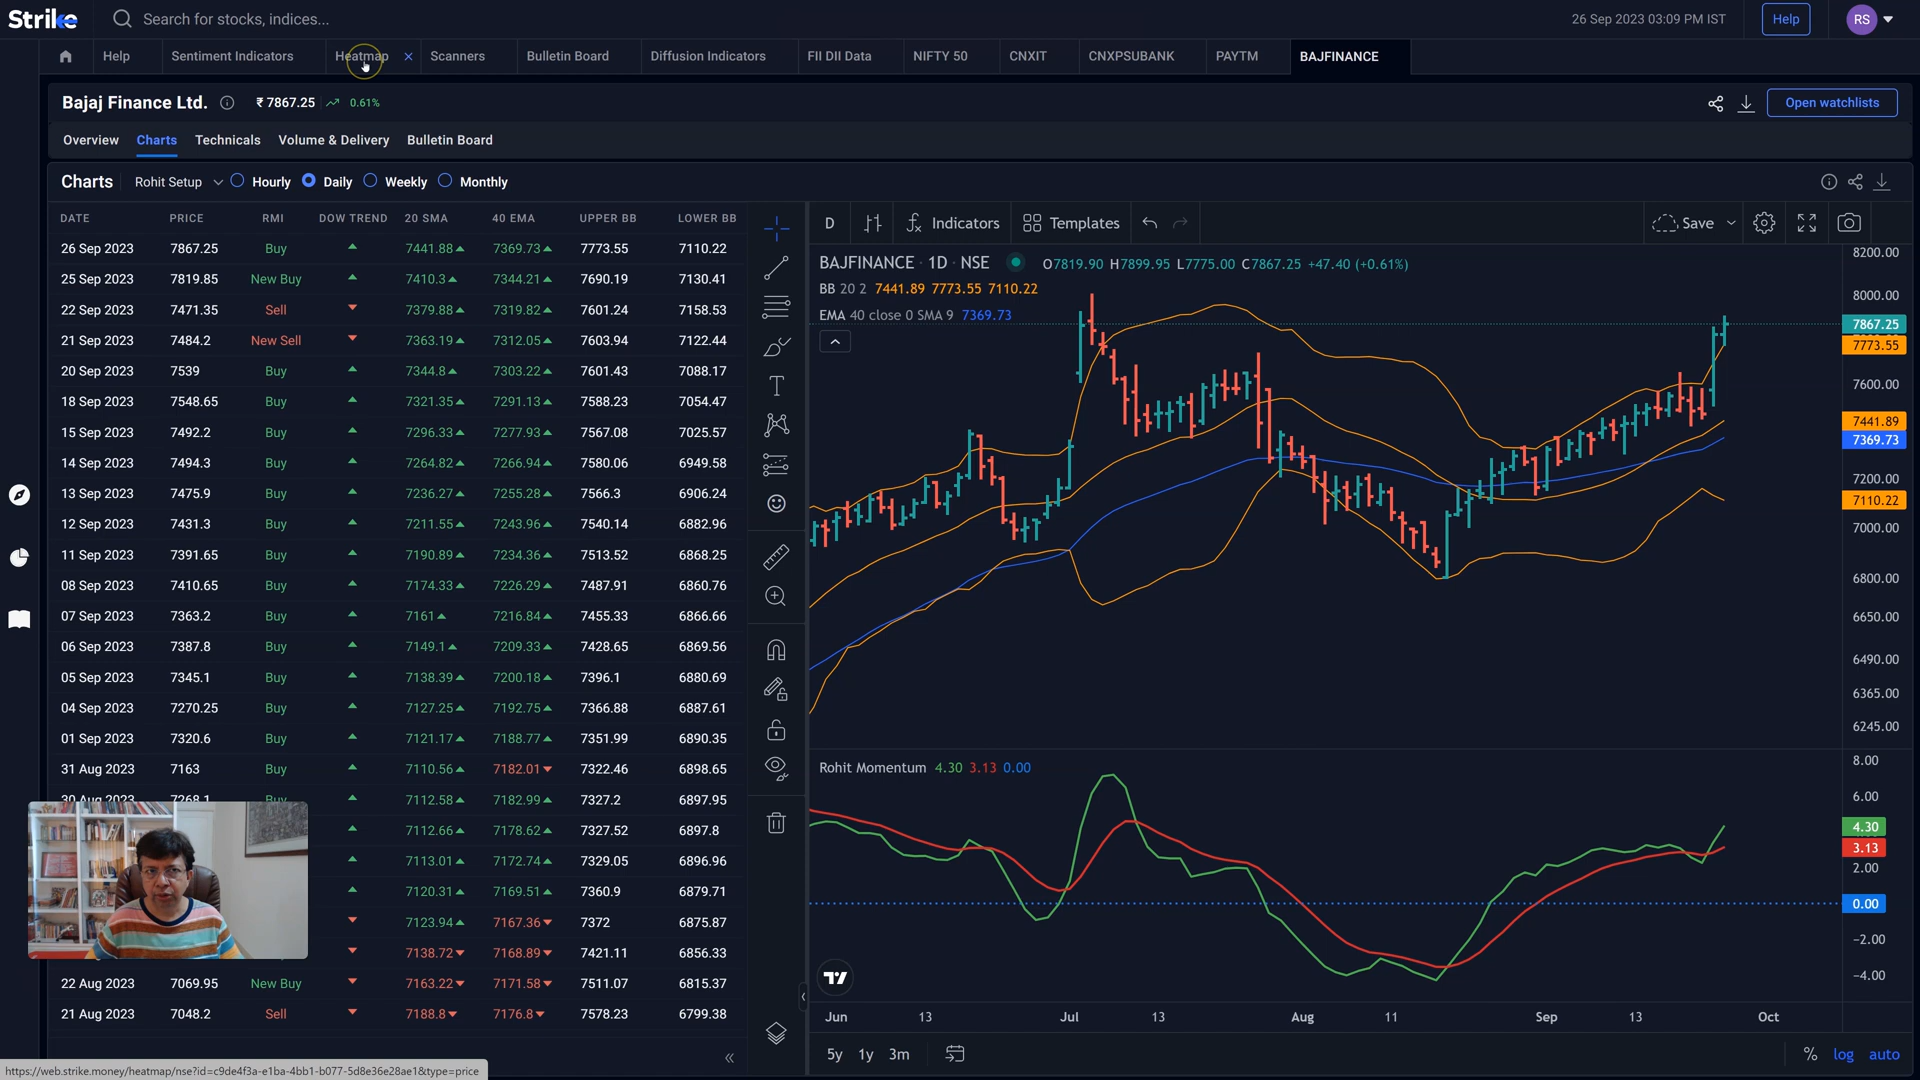 Strike
Search for stocks, indices...
26 Sep 2023 03:09 PM IST
Help
RS
Help
Sentiment Indicators
Heatmap
Scanners
Bulletin Board
Diffusion Indicators
FII DII Data
NIFTY 50
CNXIT
CNXPSUBANK
PAYTM
BAJFINANCE
Bajaj Finance Ltd.
₹ 7867.25
0.61%
Open watchlists
Overview
Charts
Technicals
Volume & Delivery
Bulletin Board
Charts
Rohit Setup
Hourly
Daily
Weekly
Monthly
DATE PRICE RMI DOW TREND 20 SMA 40 EMA UPPER BB LOWER BB
26 Sep 2023 7867.25 Buy 7441.88 7369.73 7773.55 7110.22
25 Sep 2023 7819.85 New Buy 7410.3 7344.21 7690.19 7130.41
22 Sep 2023 7471.35 Sell 7379.88 7319.82 7601.24 7158.53
21 Sep 2023 7484.2 New Sell 7363.19 7312.05 7603.94 7122.44
20 Sep 2023 7539 Buy 7344.8 7303.22 7601.43 7088.17
18 Sep 2023 7548.65 Buy 7321.35 7291.13 7588.23 7054.47
15 Sep 2023 7492.2 Buy 7296.33 7277.93 7567.08 7025.57
14 Sep 2023 7494.3 Buy 7264.82 7266.94 7580.06 6949.58
13 Sep 2023 7475.9 Buy 7236.27 7255.28 7566.3 6906.24
12 Sep 2023 7431.3 Buy 7211.55 7243.96 7540.14 6882.96
11 Sep 2023 7391.65 Buy 7190.89 7234.36 7513.52 6868.25
08 Sep 2023 7410.65 Buy 7174.33 7226.29 7487.91 6860.76
07 Sep 2023 7363.2 Buy 7161 7216.84 7455.33 6866.66
06 Sep 2023 7387.8 Buy 7149.1 7209.33 7428.65 6869.56
05 Sep 2023 7345.1 Buy 7138.39 7200.18 7396.1 6880.69
04 Sep 2023 7270.25 Buy 7127.25 7192.75 7366.88 6887.61
01 Sep 2023 7320.6 Buy 7121.17 7188.77 7351.99 6890.35
31 Aug 2023 7163 Buy 7110.56 7182.01 7322.46 6898.65
30 Aug 2023 7268.1 Buy 7112.58 7182.99 7327.2 6897.95
7112.66 7178.62 7327.52 6897.8
7113.01 7172.74 7329.05 6896.96
7120.31 7169.51 7360.9 6879.71
7123.94 7167.36 7372 6875.87
7138.72 7168.89 7421.11 6856.33
22 Aug 2023 7069.95 New Buy 7163.22 7171.58 7511.07 6815.37
21 Aug 2023 7048.2 Sell 7188.8 7176.8 7578.23 6799.38
D
Indicators
Templates
Save
BAJFINANCE · 1D · NSE O7819.90 H7899.95 L7775.00 C7867.25 +47.40 (+0.61%)
BB 20 2 7441.89 7773.55 7110.22
EMA 40 close 0 SMA 9 7369.73
8200.00
8000.00
7867.25
7773.55
7600.00
7441.89
7369.73
7200.00
7110.22
7000.00
6800.00
6650.00
6490.00
6365.00
6245.00
Rohit Momentum 4.30 3.13 0.00
8.00
6.00
4.30
3.13
2.00
0.00
−2.00
−4.00
Jun 13 Jul 13 Aug 11 Sep 13 Oct
5y 1y 3m
% log auto
https://web.strike.money/heatmap/nse?id=c9de4f3a-e1ba-4bb1-b077-5d8e36e28ae1&type=price